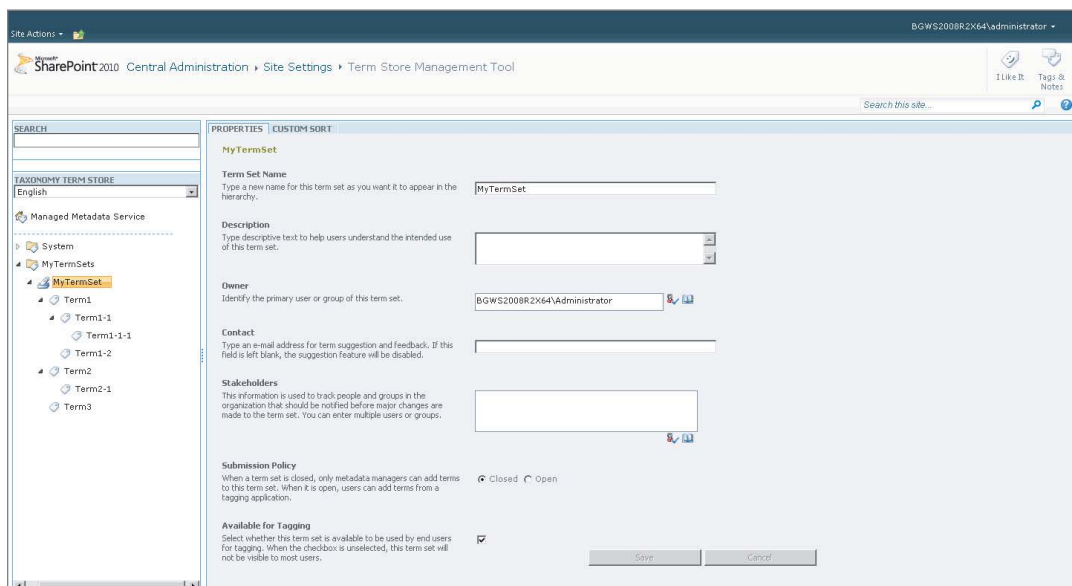 BGWS2008R2X64\administrator
Site Actions
Microsoft
SharePoint 2010 Central Administration Site Settings Term Store Management Tool
I Like It
Tags &
Notes
Search this site...
SEARCH
TAXONOMY TERM STORE
English
Managed Metadata Service
System
MyTermSets
MyTermSet
Term1
Term1-1
Term1-1-1
Term1-2
Term2
Term2-1
Term3
PROPERTIES CUSTOM SORT
MyTermSet
Term Set Name
Type a new name for this term set as you want it to appear in the
hierarchy.
MyTermSet
Description
Type descriptive text to help users understand the intended use
of this term set.
Owner
Identify the primary user or group of this term set.
BGWS2008R2X64\Administrator
Contact
Type an e-mail address for term suggestion and feedback. If this
field is left blank, the suggestion feature will be disabled.
Stakeholders
This information is used to track people and groups in the
organization that should be notified before major changes are
made to the term set. You can enter multiple users or groups.
Submission Policy
When a term set is closed, only metadata managers can add terms
to this term set. When it is open, users can add terms from a
tagging application.
Closed Open
Available for Tagging
Select whether this term set is available to be used by end users
for tagging. When the checkbox is unselected, this term set will
not be visible to most users.
Save Cancel